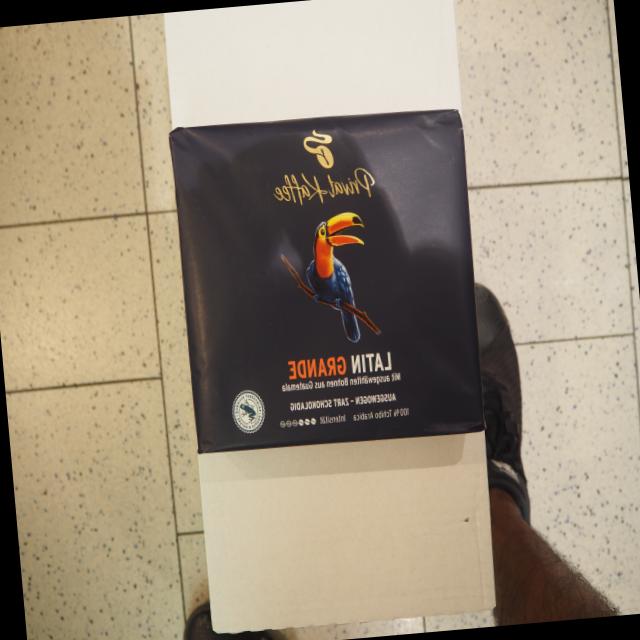 Privat Kaffee
LATIN GRANDE
Mit ausgewählten Bohnen aus Guatemala
AUSGEWOGEN – ZART SCHOKOLADIG
100% Tchibo Arabica Intensität